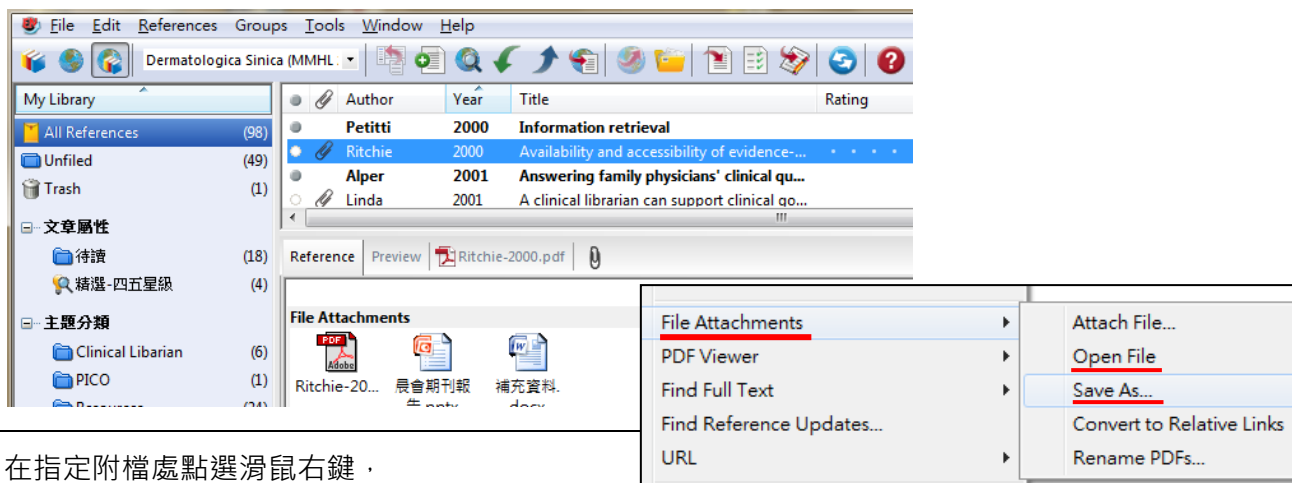 File Edit References Groups Tools Window Help
Dermatologica Sinica (MMHL
My Library
All References (98)
Unfiled (49)
Trash (1)
文章屬性
待讀 (18)
精選-四五星級 (4)
主題分類
Clinical Libarian (6)
PICO (1)
Author Year Title Rating
Petitti 2000 Information retrieval
Ritchie 2000 Availability and accessibility of evidence-...
Alper 2001 Answering family physicians' clinical qu...
Linda 2001 A clinical librarian can support clinical qo...
Reference Preview Ritchie-2000.pdf
File Attachments
PDF
Adobe
Ritchie-20... 晨會期刊報 補充資料.
告.pptx docx
File Attachments
PDF Viewer
Find Full Text
Find Reference Updates...
URL
Attach File...
Open File
Save As...
Convert to Relative Links
Rename PDFs...
在指定附檔處點選滑鼠右鍵，